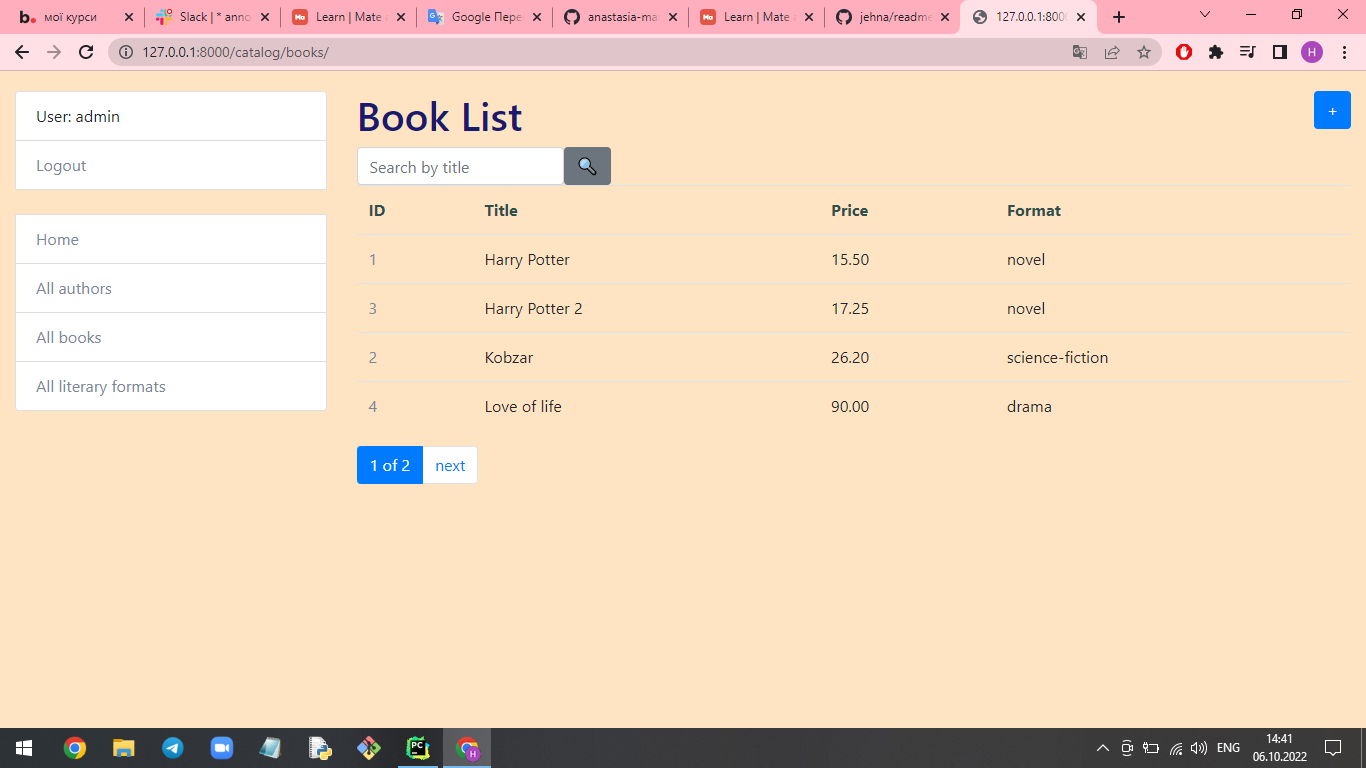 b. мої курси
Slack | * anno
Ma Learn | Mate
Google Пере
anastasia-ma
Ma Learn | Mate
jehna/readme
127.0.0.1:8000
127.0.0.1:8000/catalog/books/
H
User: admin
Logout
Home
All authors
All books
All literary formats
Book List
+
Search by title
ID Title Price Format
1 Harry Potter 15.50 novel
3 Harry Potter 2 17.25 novel
2 Kobzar 26.20 science-fiction
4 Love of life 90.00 drama
1 of 2 next
PC
H
ENG
14:41
06.10.2022